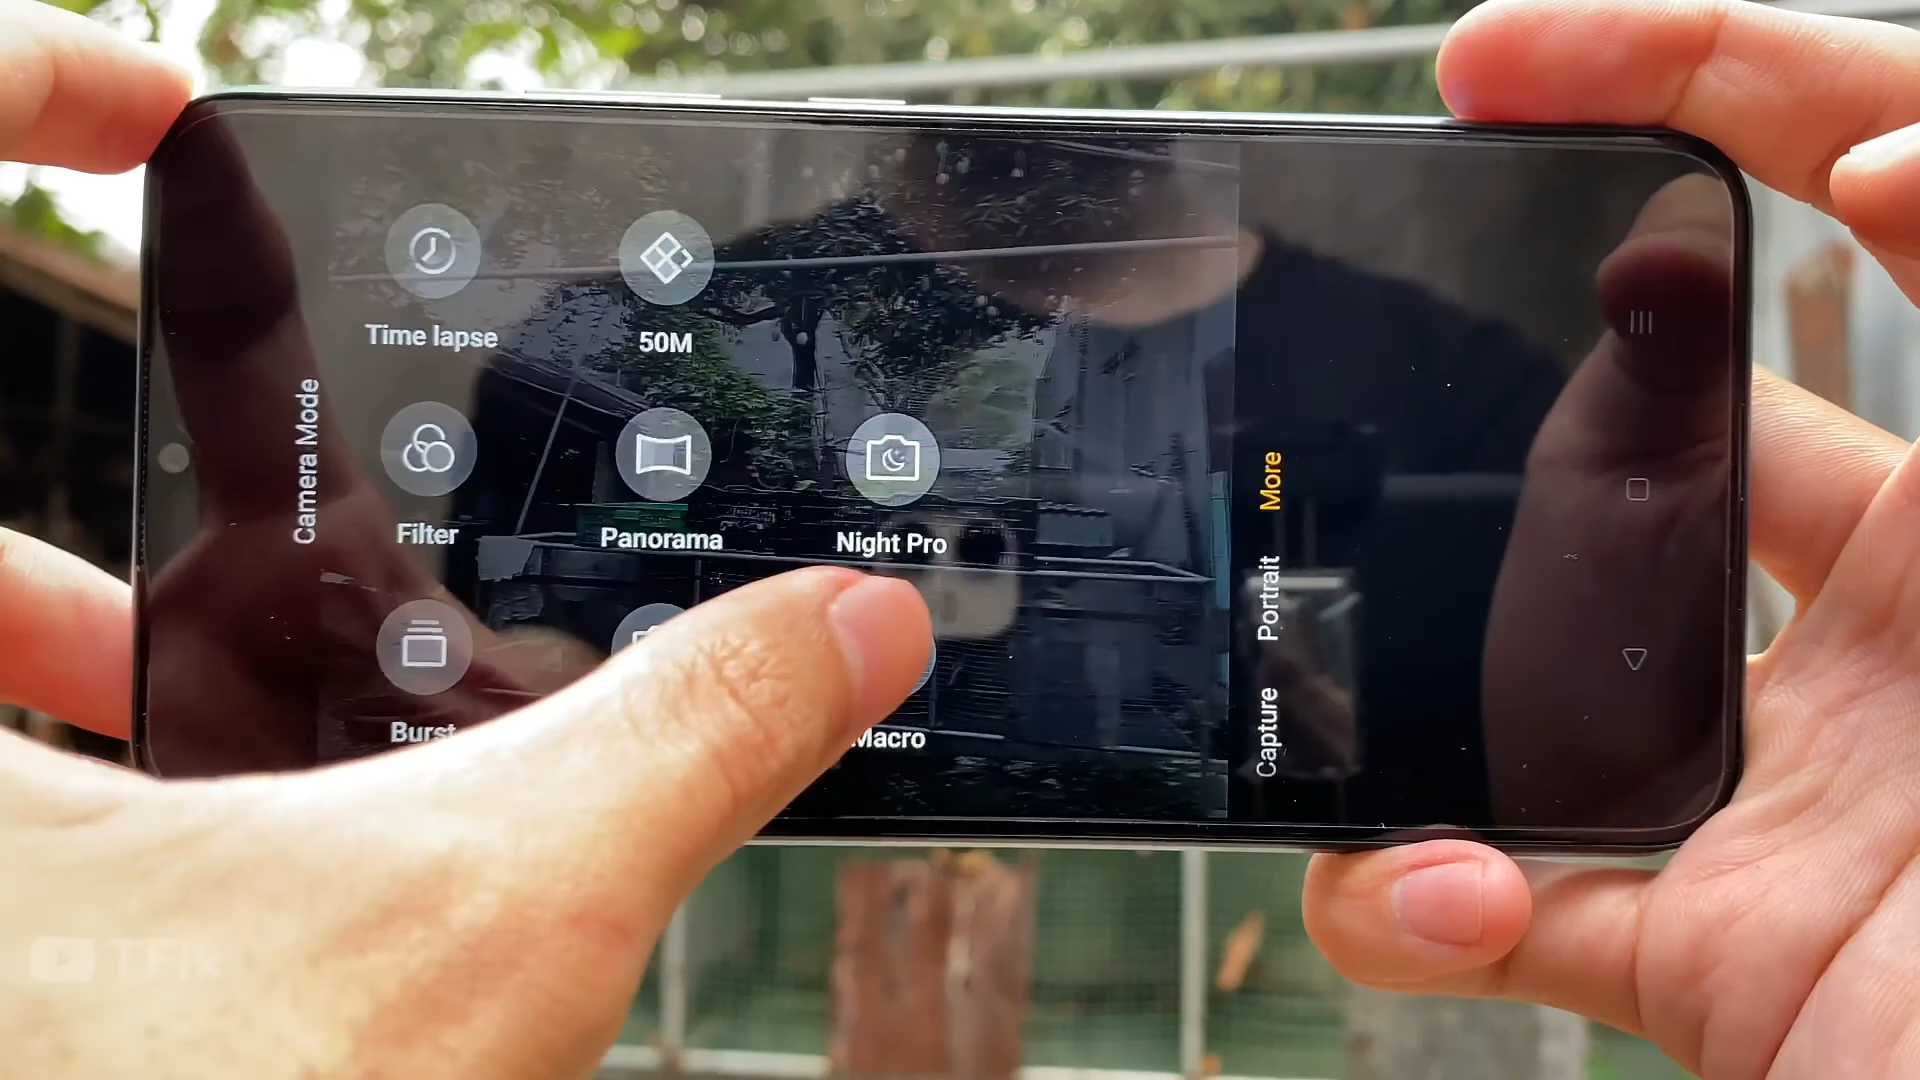 Time lapse
50M
Camera Mode
Filter
Panorama
Night Pro
Burst
Macro
More
Portrait
Capture